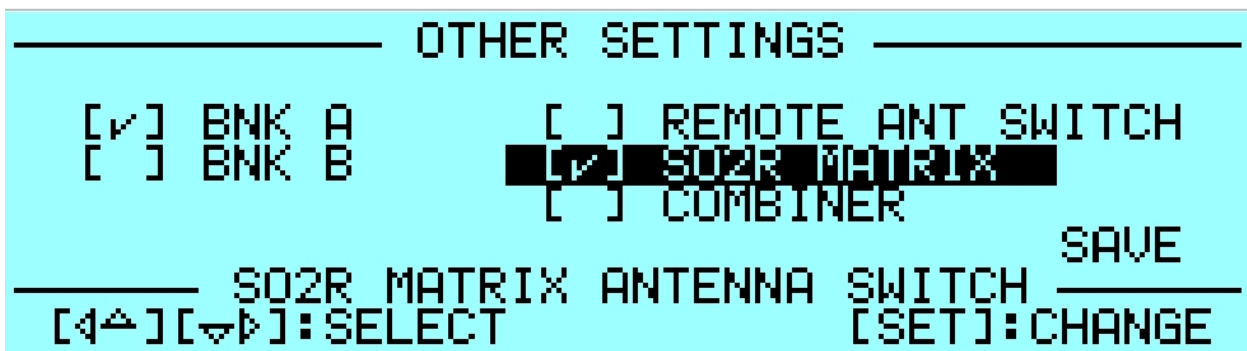 OTHER SETTINGS
[✓] BNK A [ ] REMOTE ANT SWITCH
[ ] BNK B [✓] SO2R MATRIX
[ ] COMBINER
SAVE
SO2R MATRIX ANTENNA SWITCH
[◁△][▽▷]:SELECT [SET]:CHANGE